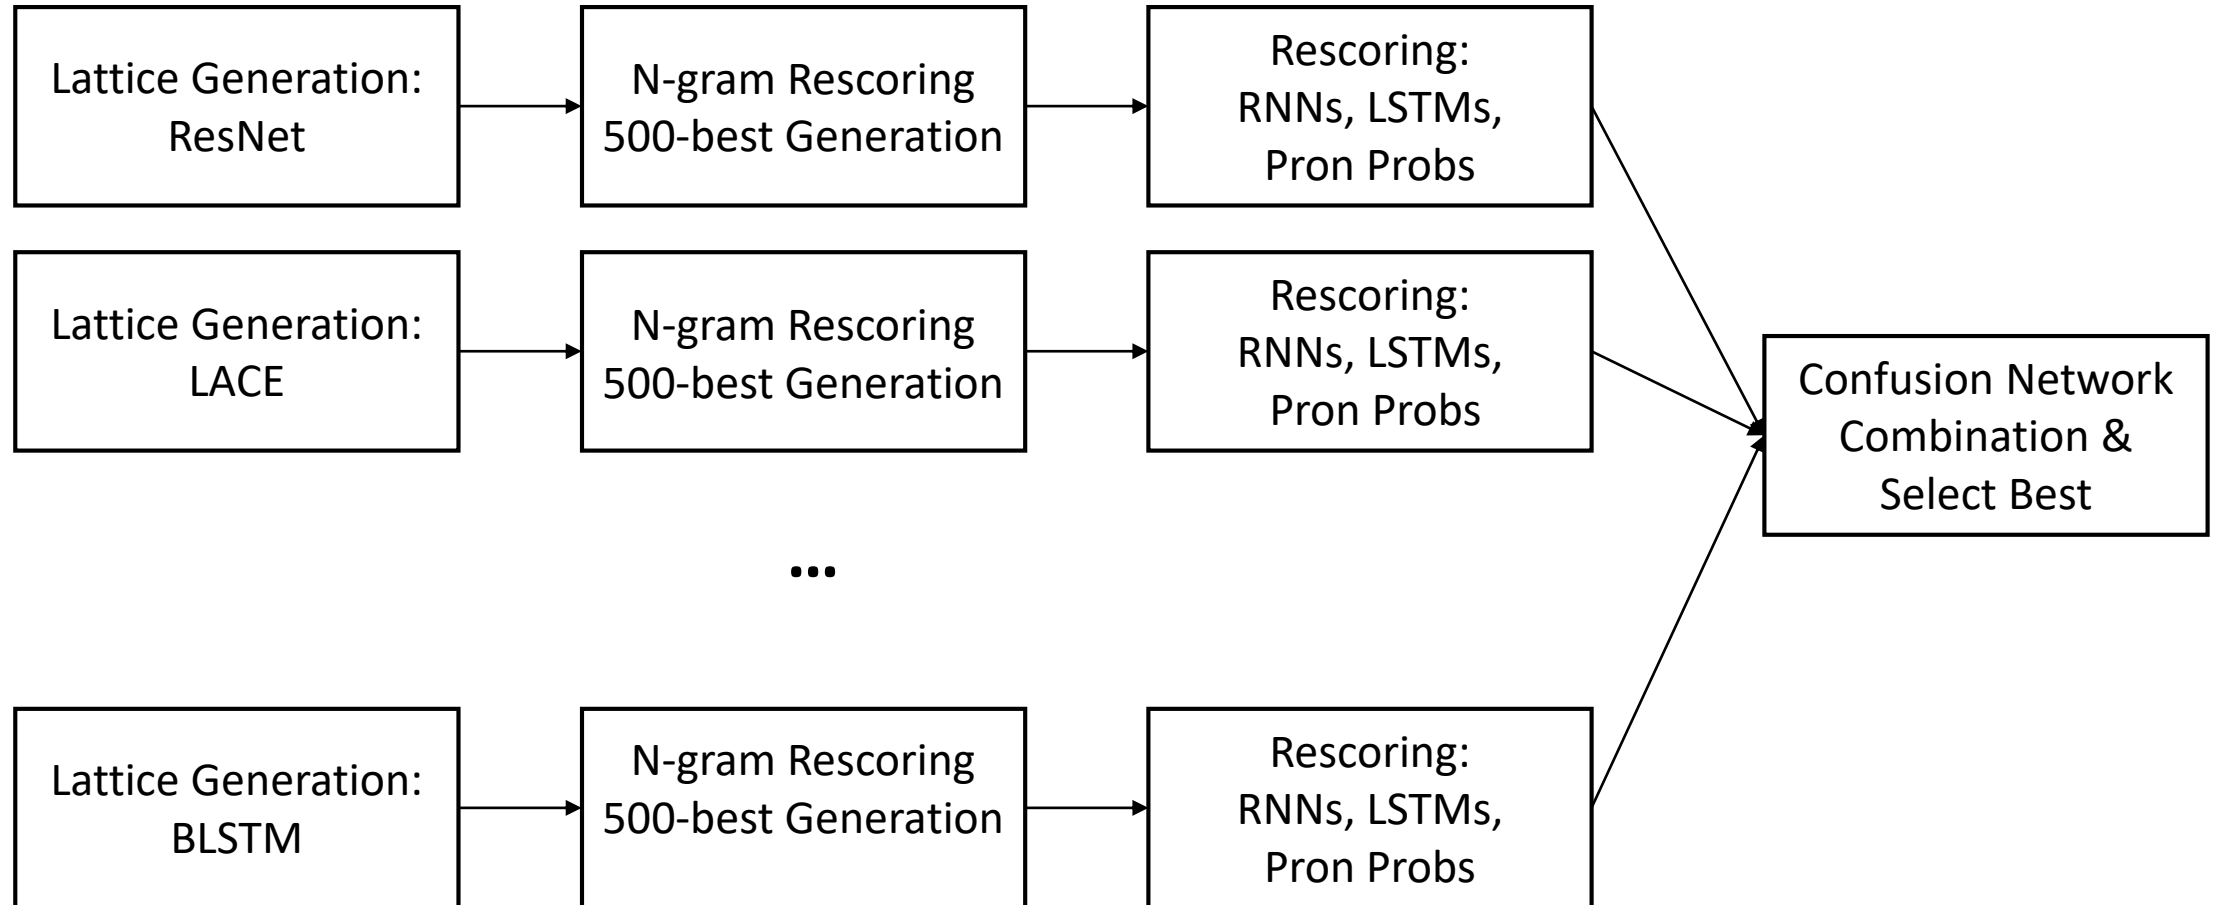 Lattice Generation:
ResNet
N-gram Rescoring
500-best Generation
Rescoring:
RNNs, LSTMs,
Pron Probs
Lattice Generation:
LACE
N-gram Rescoring
500-best Generation
Rescoring:
RNNs, LSTMs,
Pron Probs
Confusion Network
Combination &
Select Best
...
Lattice Generation:
BLSTM
N-gram Rescoring
500-best Generation
Rescoring:
RNNs, LSTMs,
Pron Probs